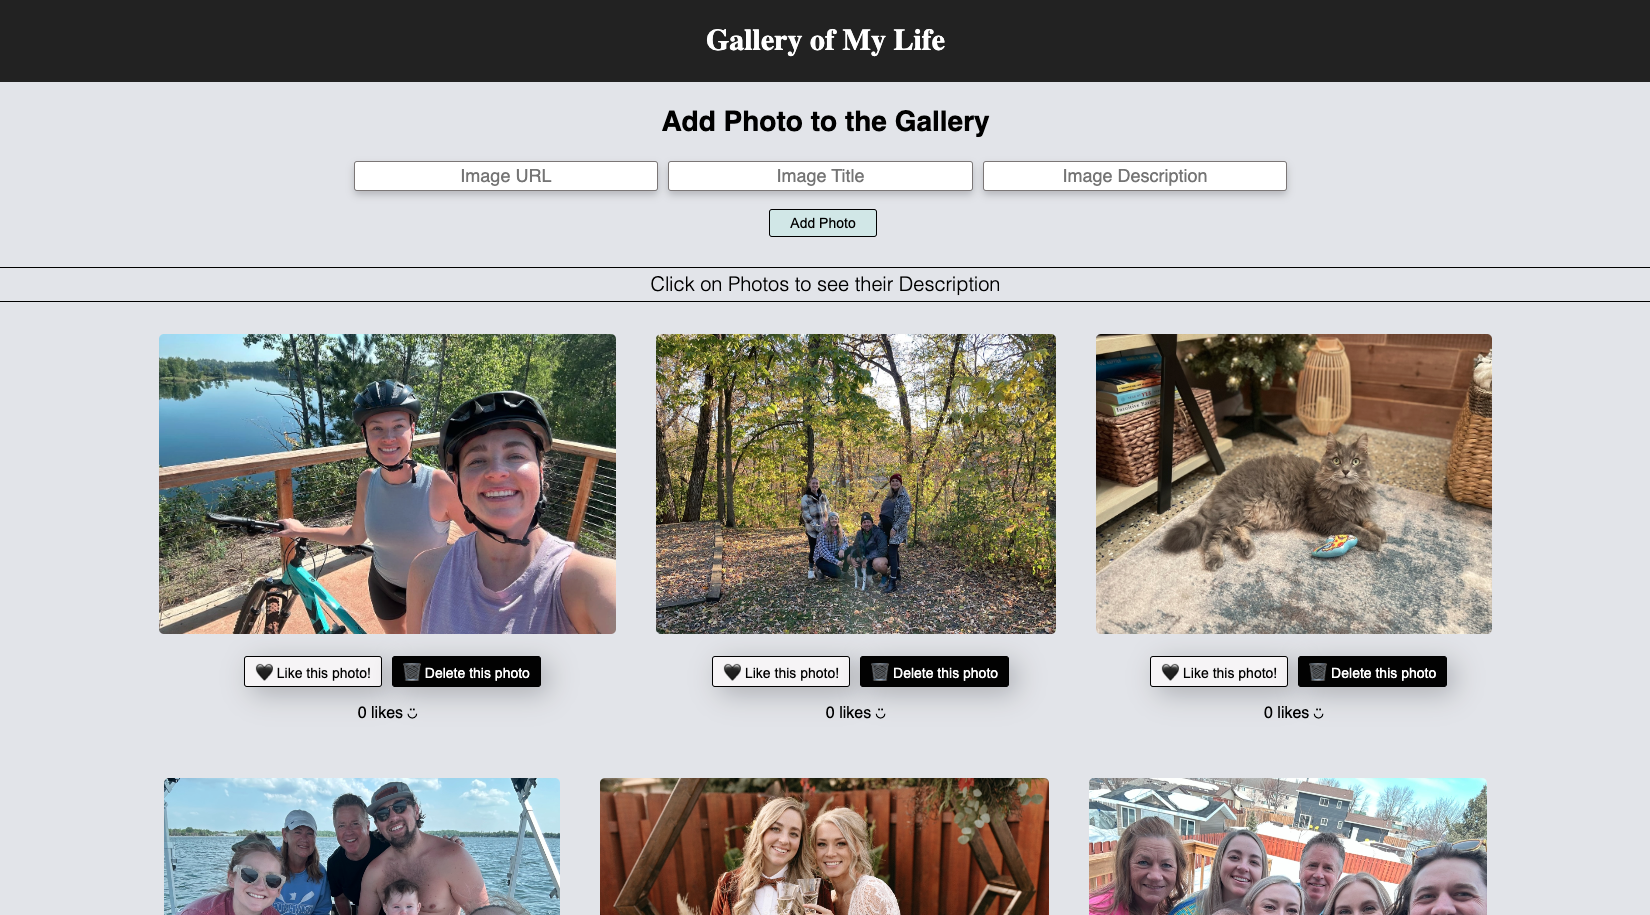 Gallery of My Life
Add Photo to the Gallery
Image URL
Image Title
Image Description
Add Photo
Click on Photos to see their Description
Like this photo!
Delete this photo
Like this photo!
Delete this photo
Like this photo!
Delete this photo
0 likes
0 likes
0 likes